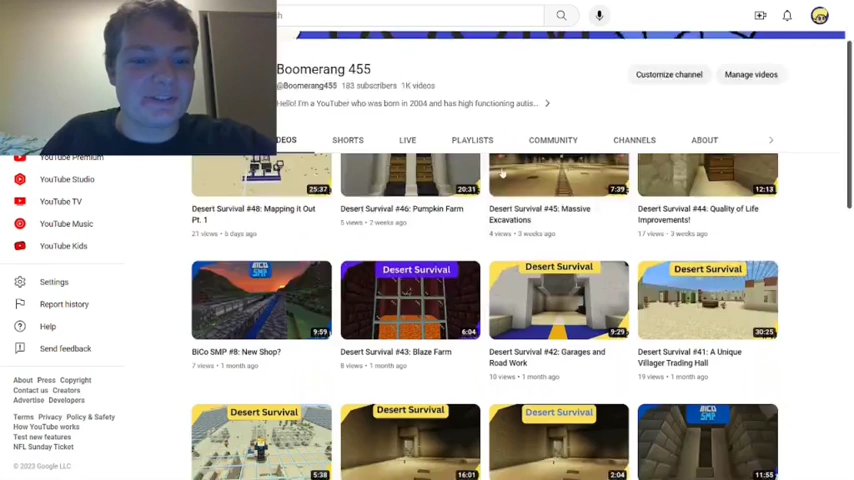 ch
Boomerang 455
@Boomerang455 183 subscribers 1K videos
Hello! I'm a YouTuber who was born in 2004 and has high functioning autis...
Customize channel
Manage videos
DEOS
SHORTS
LIVE
PLAYLISTS
COMMUNITY
CHANNELS
ABOUT
YouTube Premium
YouTube Studio
YouTube TV
YouTube Music
YouTube Kids
Settings
Report history
Help
Send feedback
About Press Copyright
Contact us Creators
Advertise Developers
Terms Privacy Policy & Safety
How YouTube works
Test new features
NFL Sunday Ticket
© 2023 Google LLC
25:37
Desert Survival #48: Mapping it Out
Pt. 1
21 views • 5 days ago
20:31
Desert Survival #46: Pumpkin Farm
5 views • 2 weeks ago
7:39
Desert Survival #45: Massive
Excavations
4 views • 3 weeks ago
12:13
Desert Survival #44: Quality of Life
Improvements!
17 views • 3 weeks ago
BICO
SMP
9:59
BiCo SMP #8: New Shop?
7 views • 1 month ago
Desert Survival
6:04
Desert Survival #43: Blaze Farm
8 views • 1 month ago
Desert Survival
9:29
Desert Survival #42: Garages and
Road Work
10 views • 1 month ago
Desert Survival
30:25
Desert Survival #41: A Unique
Villager Trading Hall
19 views • 1 month ago
Desert Survival
5:38
Desert Survival
16:01
Desert Survival
2:04
BICO
SMP
11:55